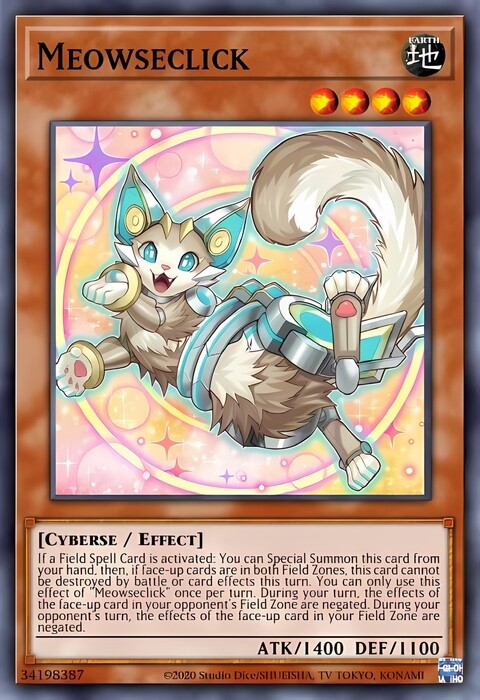 MEOWSECLICK
EARTH
地
[CYBERSE / EFFECT]
If a Field Spell Card is activated: You can Special Summon this card from
your hand, then, if face-up cards are in both Field Zones, this card cannot
be destroyed by battle or card effects this turn. You can only use this
effect of "Meowseclick" once per turn. During your turn, the effects of
the face-up card in your opponent's Field Zone are negated. During your
opponent's turn, the effects of the face-up card in your Field Zone are
negated.
ATK/1400 DEF/1100
34198387
©2020 Studio Dice/SHUEISHA, TV TOKYO, KONAMI